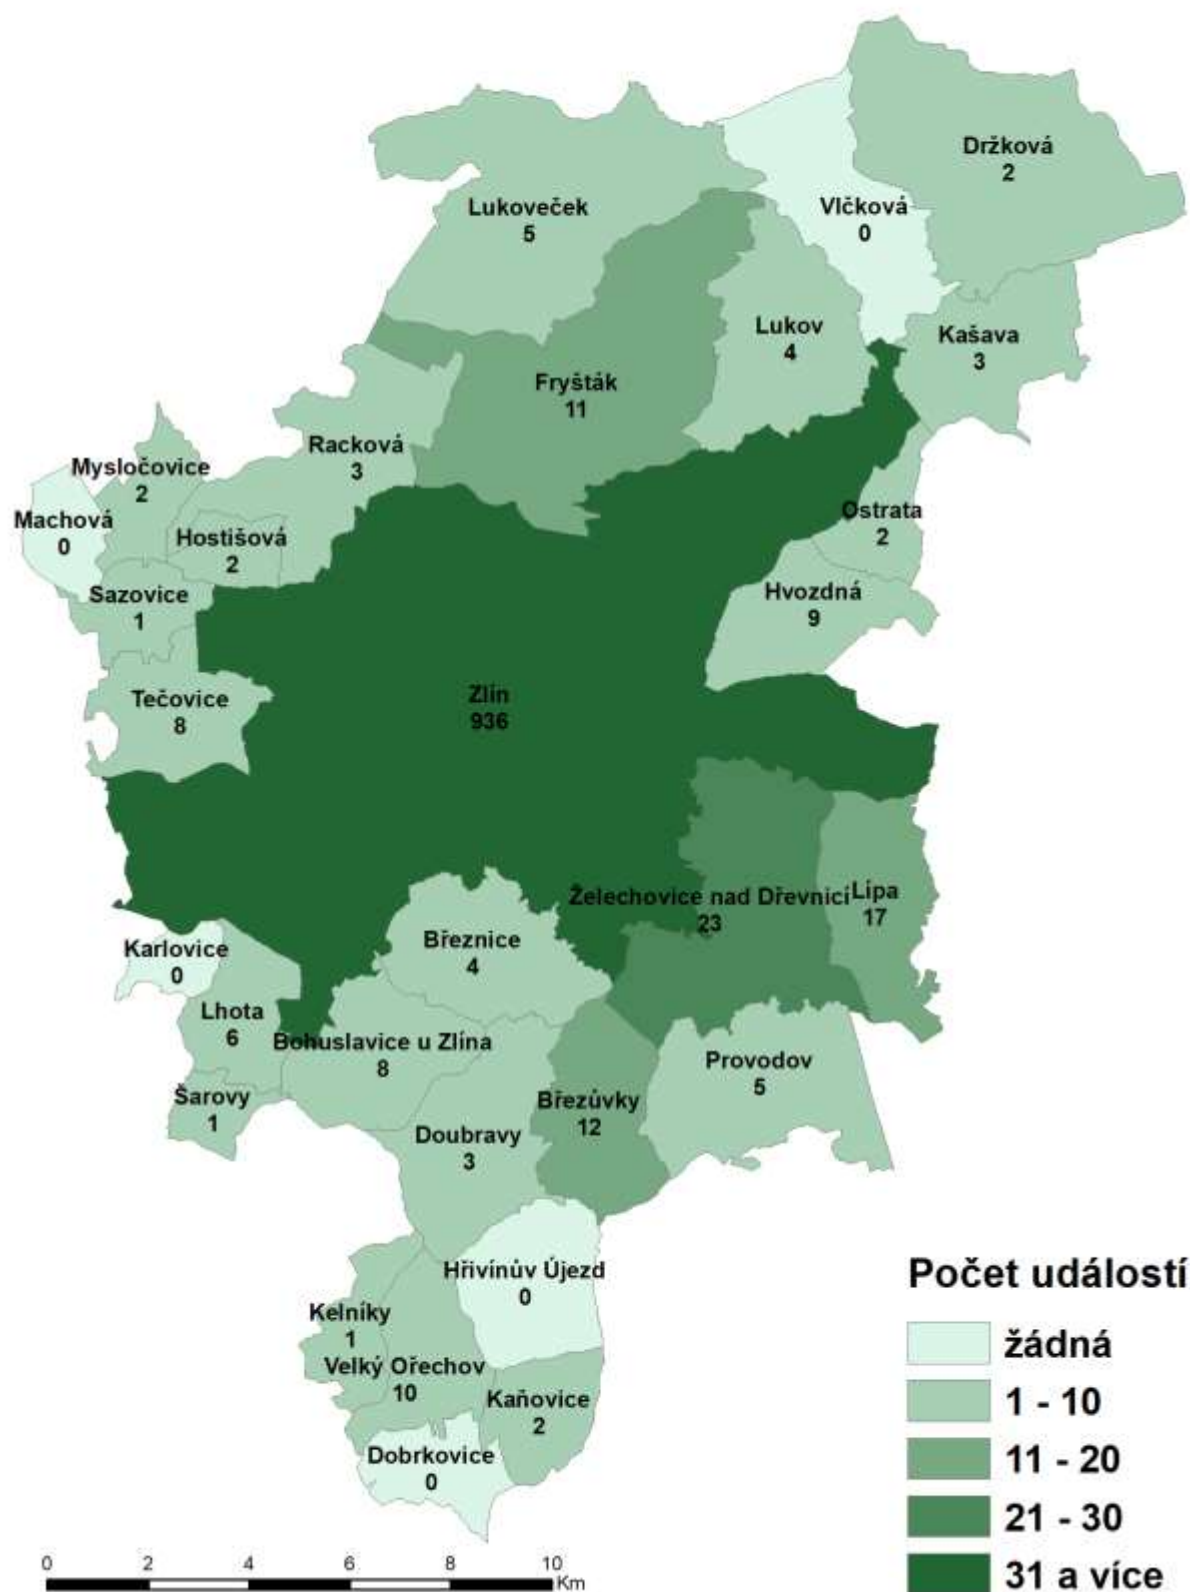 Držková
2
Vlčková
0
Lukoveček
5
Lukov
4
Kašava
3
Fryšták
11
Racková
3
Mysločovice
2
Machová
0
Hostišová
2
Ostrata
2
Sazovice
1
Hvozdná
9
Tečovice
8
Zlín
936
Želechovice nad Dřevnicí
23
Lípa
17
Březnice
4
Karlovice
0
Lhota
6
Bohuslavice u Zlína
8
Provodov
5
Šarovy
1
Březůvky
12
Doubravy
3
Hřivínův Újezd
0
Kelníky
1
Velký Ořechov
10
Kaňovice
2
Dobrkovice
0
Počet událostí
žádná
1 - 10
11 - 20
21 - 30
31 a více
0 2 4 6 8 10
Km